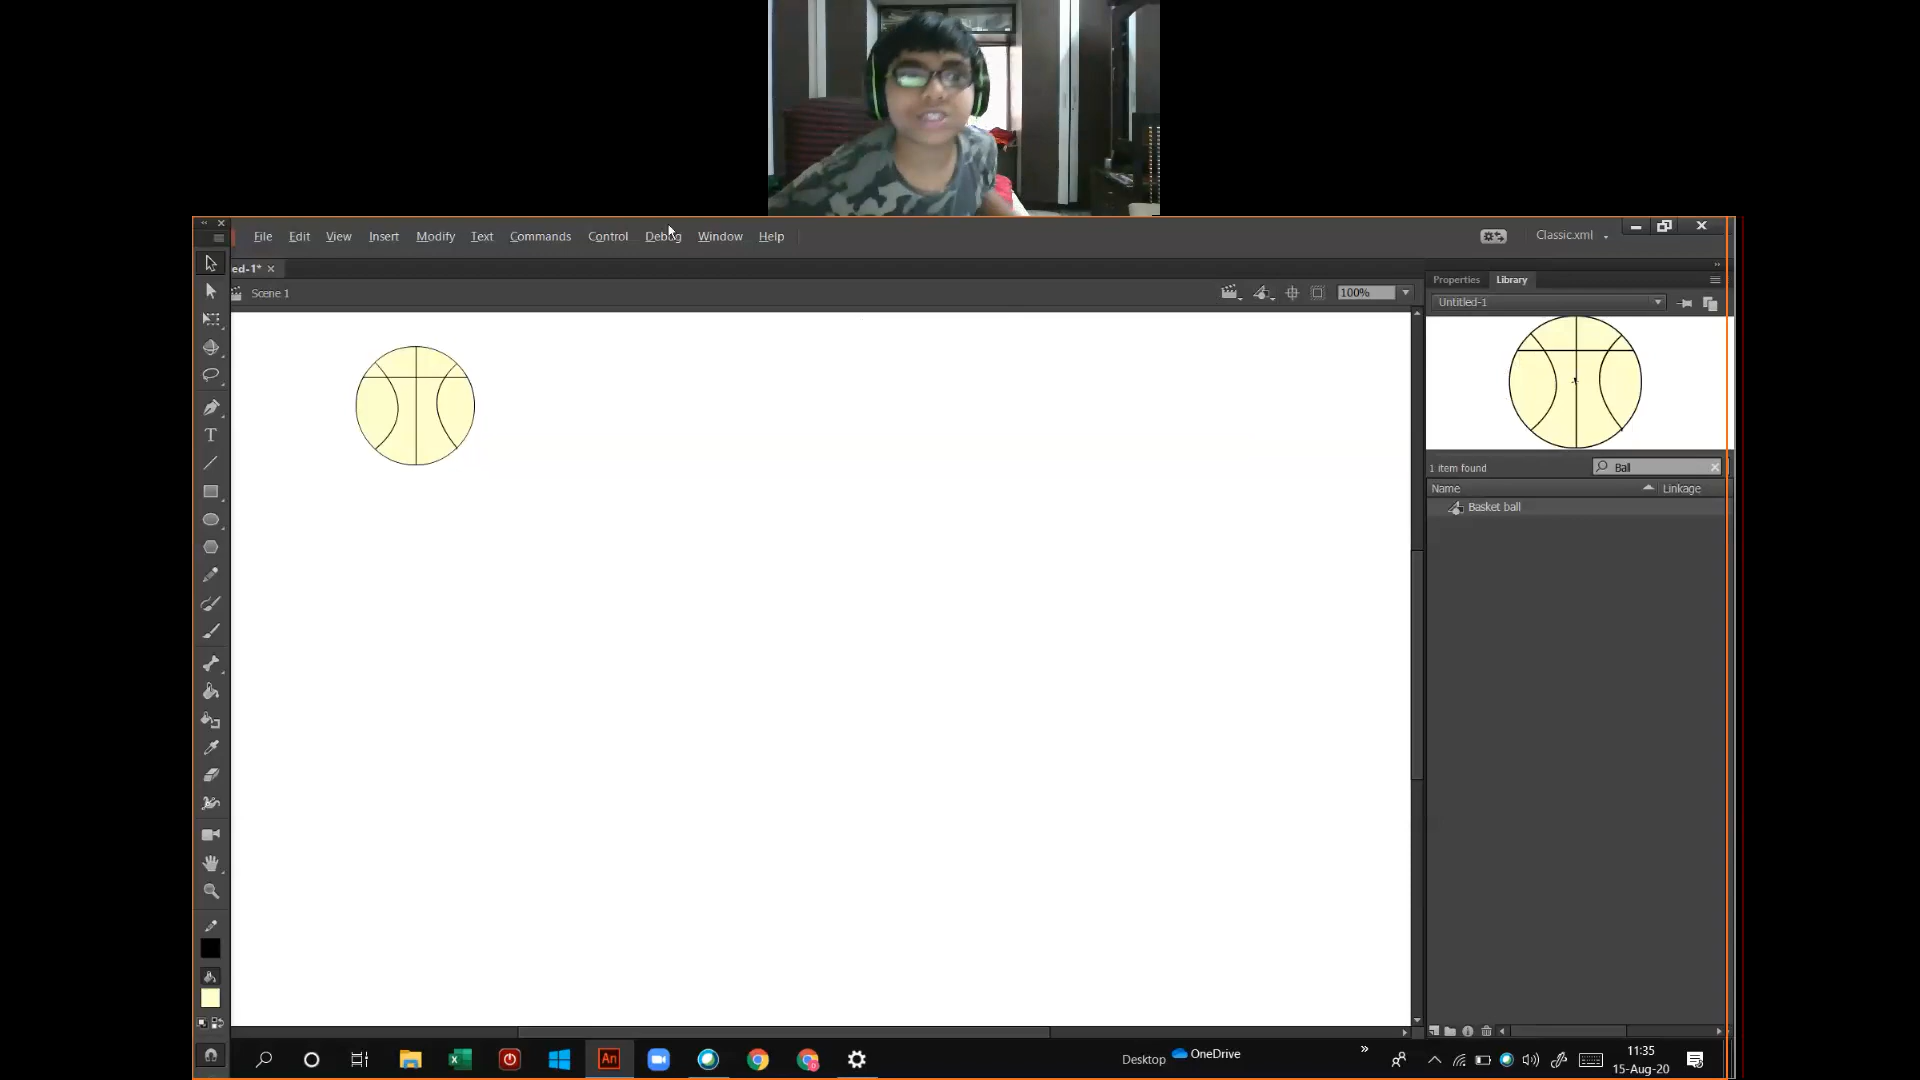 File Edit View Insert Modify Text Commands Control Debug Window Help
Classic.xml
ed-1*
Scene 1
100%
Properties Library
Untitled-1
1 item found
Ball
Name Linkage
Basket ball
T
An
Desktop OneDrive
11:35
15-Aug-20